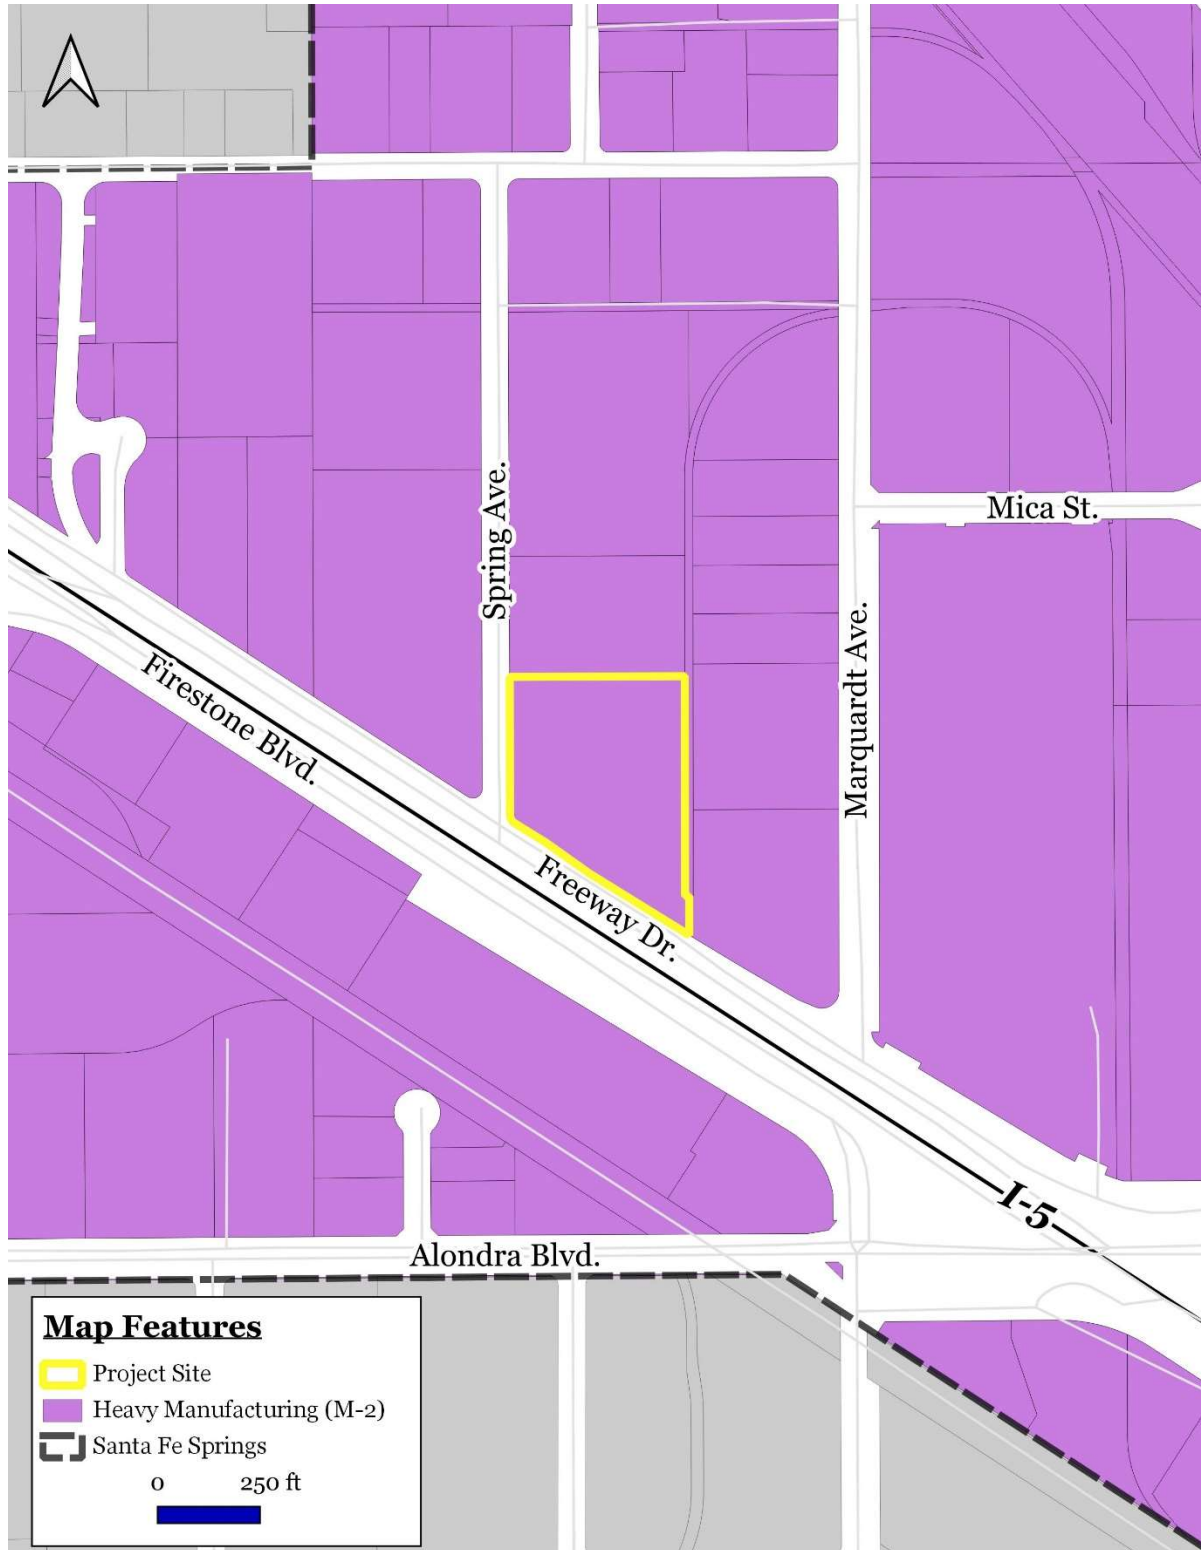 Mica St.
Spring Ave.
Marquardt Ave.
Firestone Blvd.
Freeway Dr.
I-5
Alondra Blvd.
Map Features
Project Site
Heavy Manufacturing (M-2)
Santa Fe Springs
0 250 ft